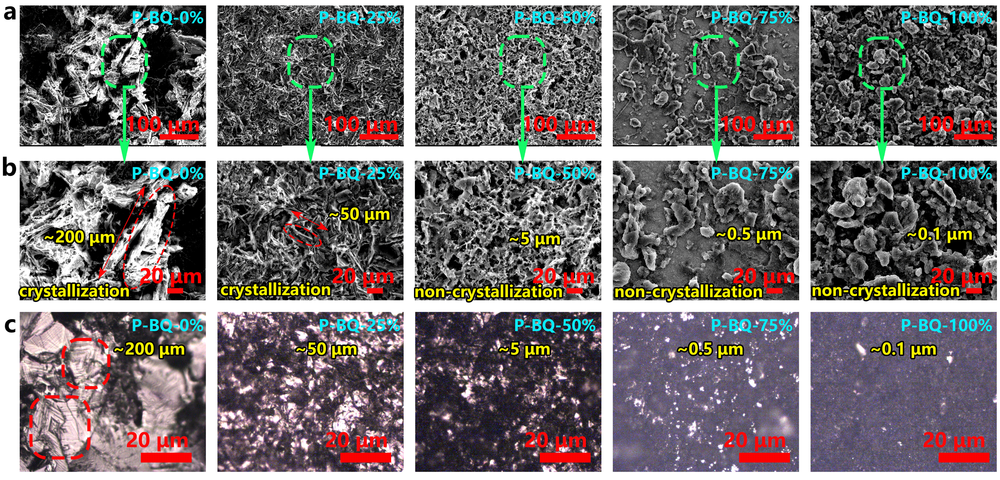 a
P-BQ-0%
P-BQ-25%
P-BQ-50%
P-BQ-75%
P-BQ-100%
100 μm
100 μm
100 μm
100 μm
100 μm
b
P-BQ-0%
P-BQ-25%
P-BQ-50%
P-BQ-75%
P-BQ-100%
~200 μm
~50 μm
~5 μm
~0.5 μm
~0.1 μm
20 μm
20 μm
20 μm
20 μm
20 μm
crystallization
crystallization
non-crystallization
non-crystallization
non-crystallization
c
P-BQ-0%
P-BQ-25%
P-BQ-50%
P-BQ-75%
P-BQ-100%
~200 μm
~50 μm
~5 μm
~0.5 μm
~0.1 μm
20 μm
20 μm
20 μm
20 μm
20 μm